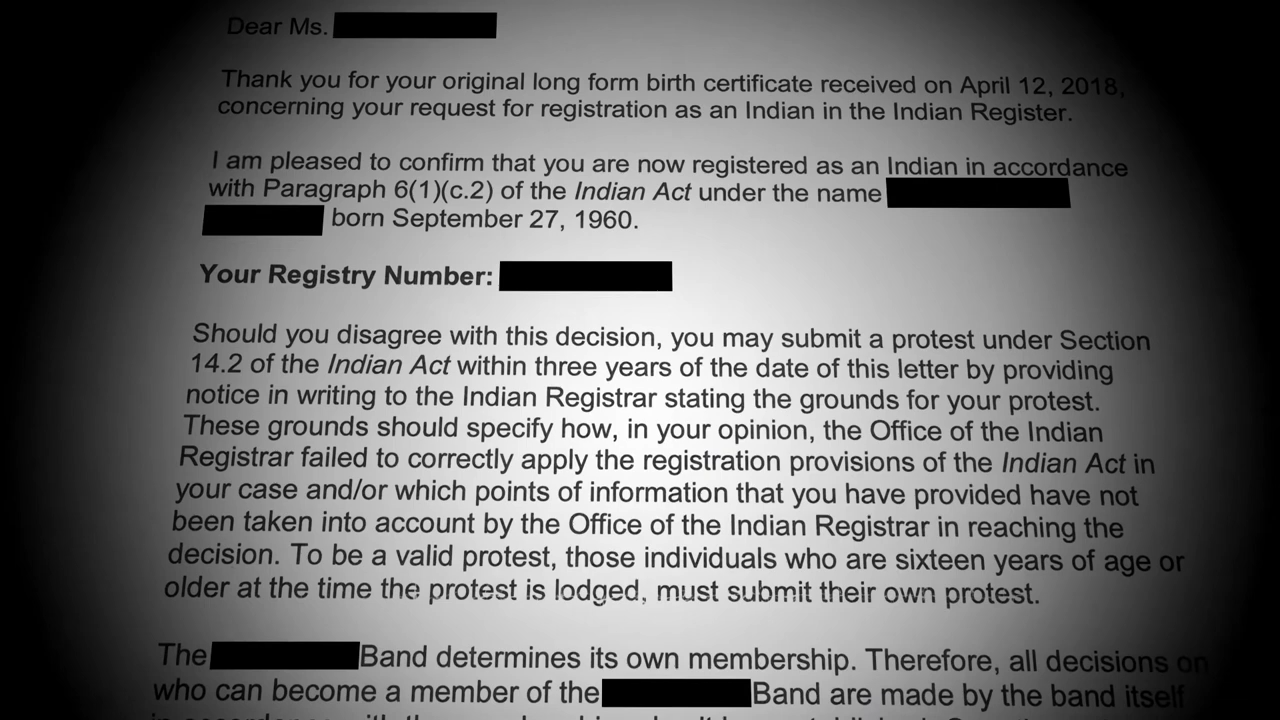 Dear Ms.
Thank you for your original long form birth certificate received on April 12, 2018,
concerning your request for registration as an Indian in the Indian Register.
I am pleased to confirm that you are now registered as an Indian in accordance
with Paragraph 6(1)(c.2) of the Indian Act under the name
born September 27, 1960.
Your Registry Number:
Should you disagree with this decision, you may submit a protest under Section
14.2 of the Indian Act within three years of the date of this letter by providing
notice in writing to the Indian Registrar stating the grounds for your protest.
These grounds should specify how, in your opinion, the Office of the Indian
Registrar failed to correctly apply the registration provisions of the Indian Act in
your case and/or which points of information that you have provided have not
been taken into account by the Office of the Indian Registrar in reaching the
decision. To be a valid protest, those individuals who are sixteen years of age or
older at the time the protest is lodged, must submit their own protest.
The Band determines its own membership. Therefore, all decisions on
who can become a member of the Band are made by the band itself